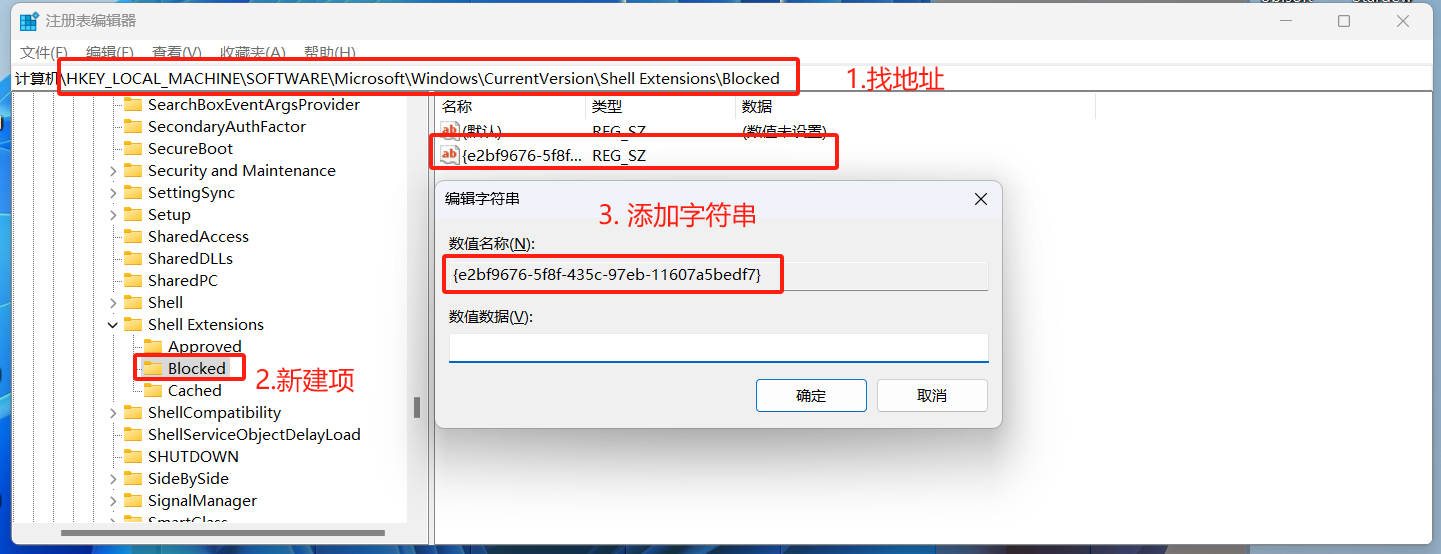 注册表编辑器
文件(F) 编辑(E) 查看(V) 收藏夹(A) 帮助(H)
计算机\HKEY_LOCAL_MACHINE\SOFTWARE\Microsoft\Windows\CurrentVersion\Shell Extensions\Blocked
1.找地址
SearchBoxEventArgsProvider
SecondaryAuthFactor
SecureBoot
Security and Maintenance
SettingSync
Setup
SharedAccess
SharedDLLs
SharedPC
Shell
Shell Extensions
Approved
Blocked
2.新建项
Cached
ShellCompatibility
ShellServiceObjectDelayLoad
SHUTDOWN
SideBySide
SignalManager
SmartGlass
名称 类型 数据
ab (默认) REG_SZ (数值未设置)
ab {e2bf9676-5f8f... REG_SZ
编辑字符串
3. 添加字符串
数值名称(N):
{e2bf9676-5f8f-435c-97eb-11607a5bedf7}
数值数据(V):
确定 取消